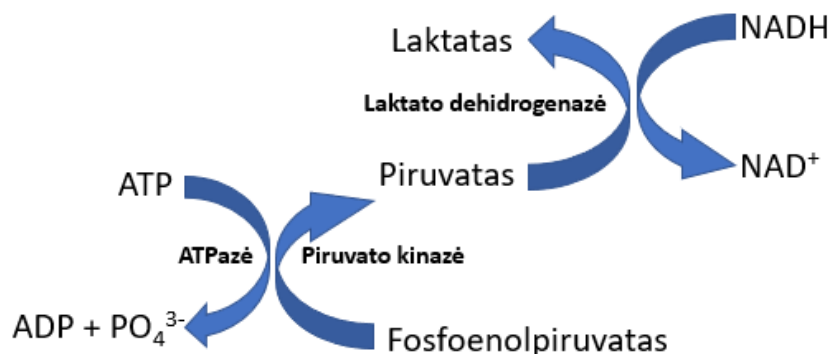 Laktatas
NADH
Laktato dehidrogenazė
Piruvatas
NAD⁺
ATP
ATPazė
Piruvato kinazė
ADP + PO₄³⁻
Fosfoenolpiruvatas